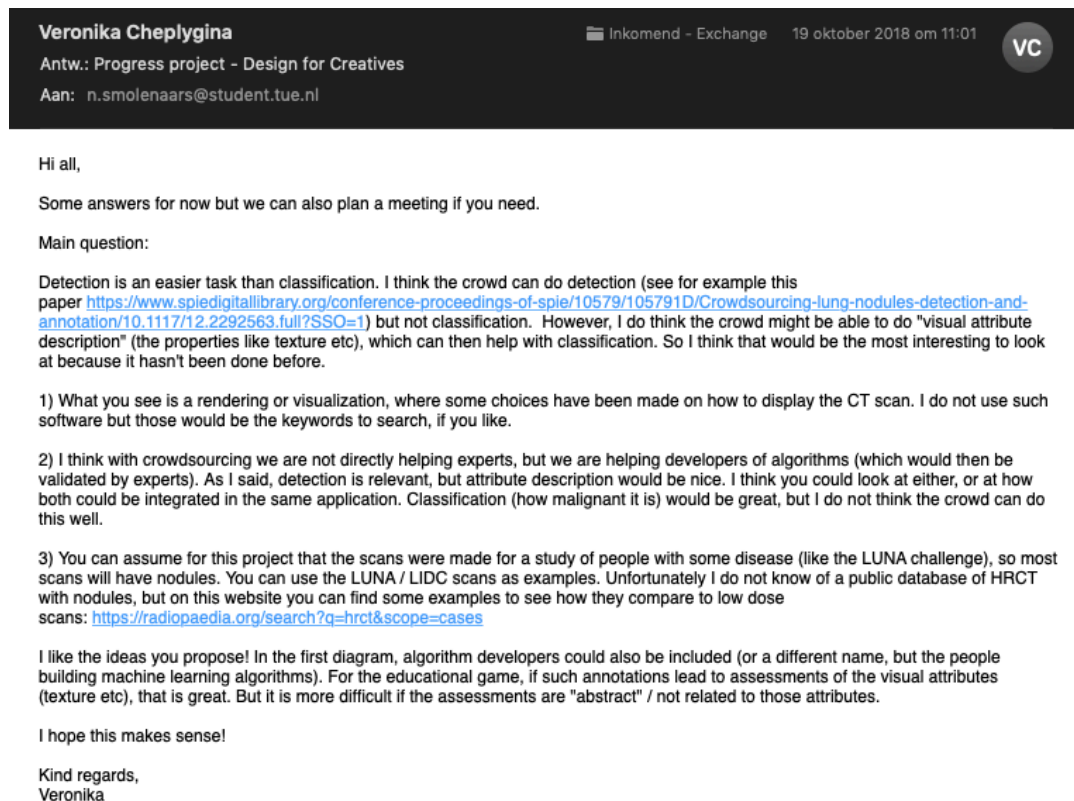 Veronika Cheplygina
Inkomend - Exchange 19 oktober 2018 om 11:01
VC
Antw.: Progress project - Design for Creatives
Aan: n.smolenaars@student.tue.nl
Hi all,
Some answers for now but we can also plan a meeting if you need.
Main question:
Detection is an easier task than classification. I think the crowd can do detection (see for example this
paper https://www.spiedigitallibrary.org/conference-proceedings-of-spie/10579/105791D/Crowdsourcing-lung-nodules-detection-and-
annotation/10.1117/12.2292563.full?SSO=1) but not classification.  However, I do think the crowd might be able to do "visual attribute
description" (the properties like texture etc), which can then help with classification. So I think that would be the most interesting to look
at because it hasn't been done before.
1) What you see is a rendering or visualization, where some choices have been made on how to display the CT scan. I do not use such
software but those would be the keywords to search, if you like.
2) I think with crowdsourcing we are not directly helping experts, but we are helping developers of algorithms (which would then be
validated by experts). As I said, detection is relevant, but attribute description would be nice. I think you could look at either, or at how
both could be integrated in the same application. Classification (how malignant it is) would be great, but I do not think the crowd can do
this well.
3) You can assume for this project that the scans were made for a study of people with some disease (like the LUNA challenge), so most
scans will have nodules. You can use the LUNA / LIDC scans as examples. Unfortunately I do not know of a public database of HRCT
with nodules, but on this website you can find some examples to see how they compare to low dose
scans: https://radiopaedia.org/search?q=hrct&scope=cases
I like the ideas you propose! In the first diagram, algorithm developers could also be included (or a different name, but the people
building machine learning algorithms). For the educational game, if such annotations lead to assessments of the visual attributes
(texture etc), that is great. But it is more difficult if the assessments are "abstract" / not related to those attributes.
I hope this makes sense!
Kind regards,
Veronika